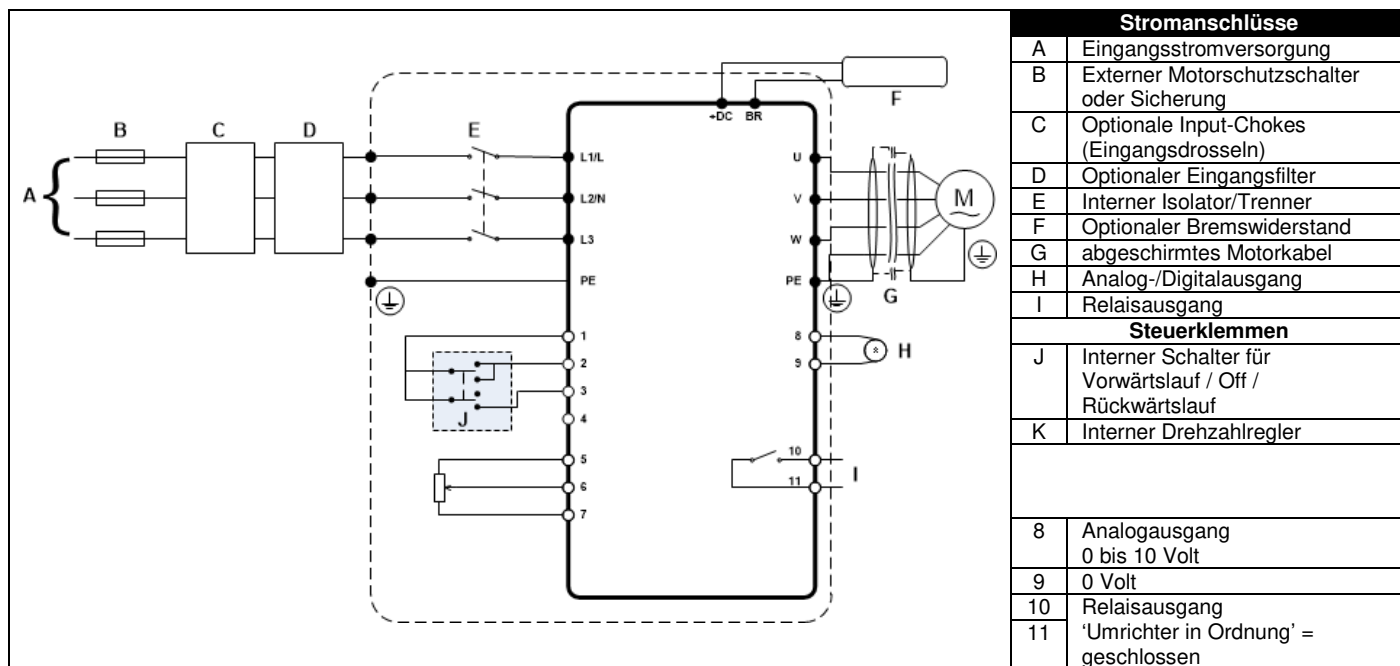 B
C
D
E
F
A
+DC BR
L1/L
L2/N
L3
PE
U
V
W
PE
M
G
1
2
3
4
J
5
6
7
8
9
H
10
11
I
Stromanschlüsse
A Eingangsstromversorgung
B Externer Motorschutzschalter
oder Sicherung
C Optionale Input-Chokes
(Eingangsdrosseln)
D Optionaler Eingangsfilter
E Interner Isolator/Trenner
F Optionaler Bremswiderstand
G abgeschirmtes Motorkabel
H Analog-/Digitalausgang
I Relaisausgang
Steuerklemmen
J Interner Schalter für
Vorwärtslauf / Off /
Rückwärtslauf
K Interner Drehzahlregler
8 Analogausgang
0 bis 10 Volt
9 0 Volt
10 Relaisausgang
11 ‘Umrichter in Ordnung’ =
geschlossen